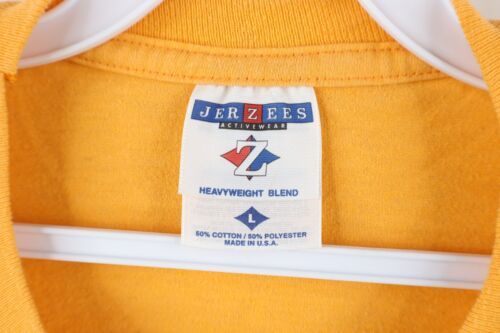 JERZEES
ACTIVEWEAR
Z
HEAVYWEIGHT BLEND
L
50% COTTON / 50% POLYESTER
MADE IN U.S.A.